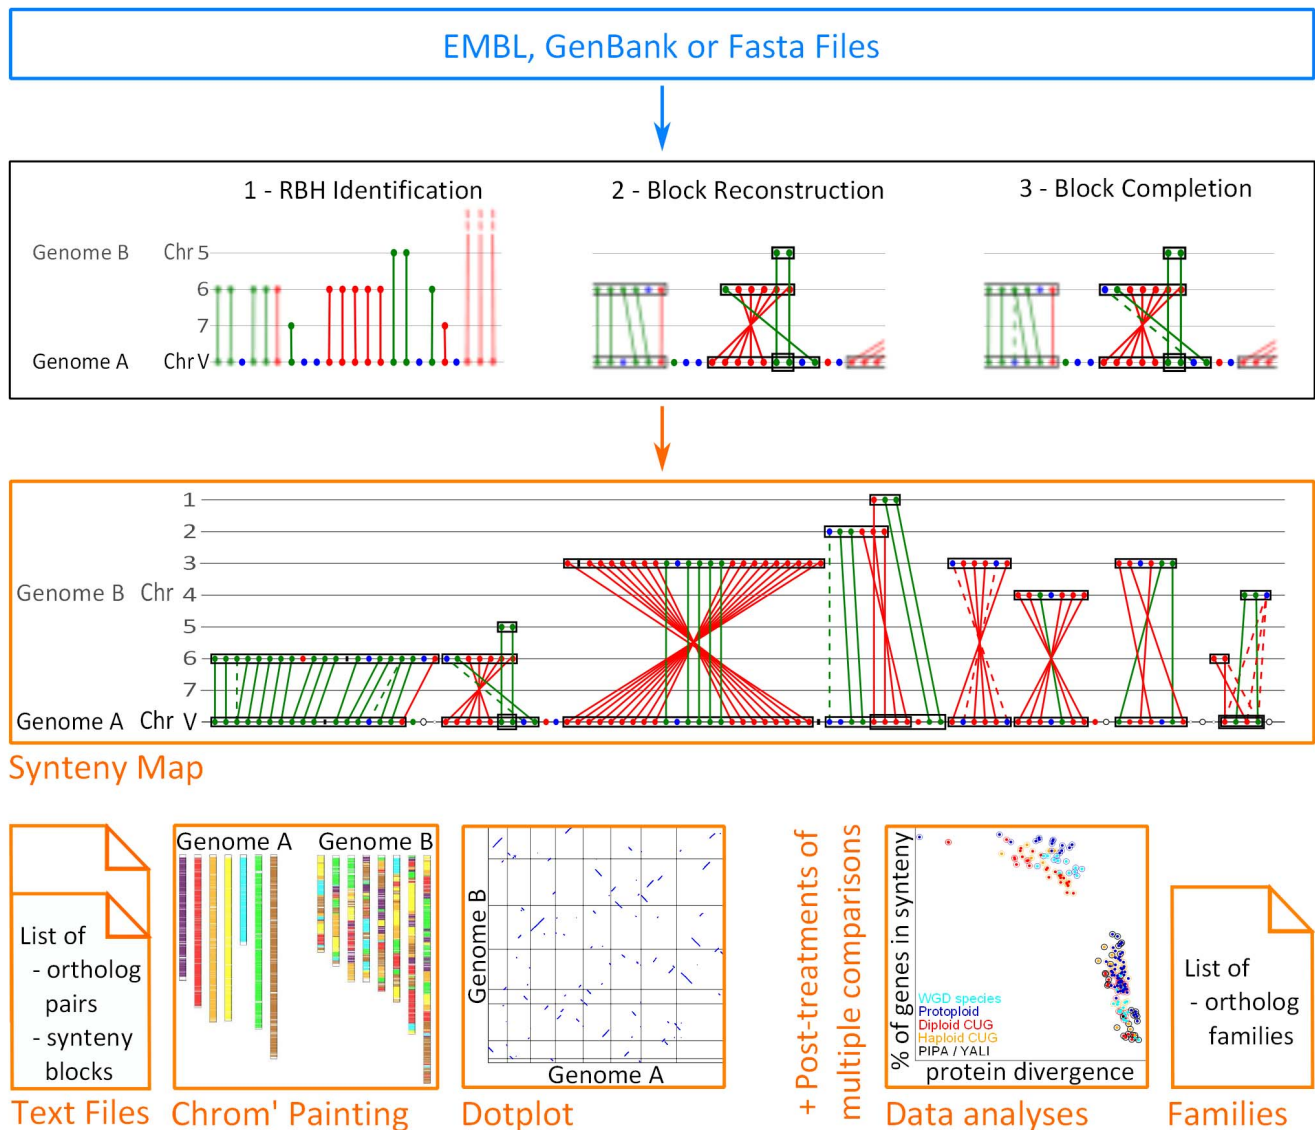 EMBL, GenBank or Fasta Files
1 - RBH Identification
2 - Block Reconstruction
3 - Block Completion
Genome B Chr 5
6
7
Genome A Chr V
1
2
3
Genome B Chr 4
5
6
7
Genome A Chr V
Synteny Map
List of
- ortholog
pairs
- synteny
blocks
Text Files
Genome A
Genome B
Chrom' Painting
Genome B
Genome A
Dotplot
+ Post-treatments of
multiple comparisons
% of genes in synteny
WGD species
Protoploid
Diploid CUG
Haploid CUG
PIPA / YALI
protein divergence
Data analyses
List of
- ortholog
families
Families